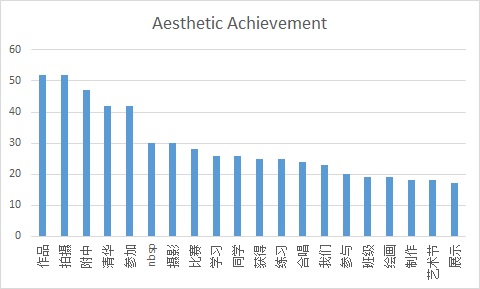 Aesthetic Achievement
60
50
40
30
20
10
0
作品
拍摄
附中
清华
参加
nbsp
摄影
比赛
学习
同学
获得
练习
合唱
我们
参与
班级
绘画
制作
艺术节
展示